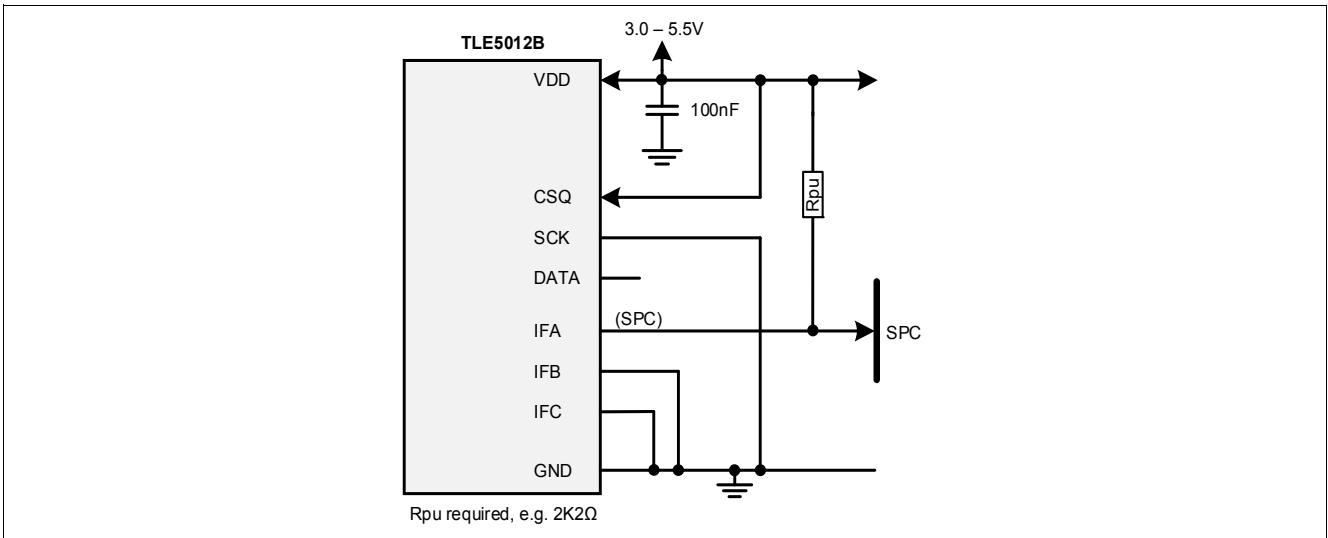 3.0 – 5.5V
TLE5012B
VDD
100nF
CSQ
Rpu
SCK
DATA
IFA
(SPC)
SPC
IFB
IFC
GND
Rpu required, e.g. 2K2Ω